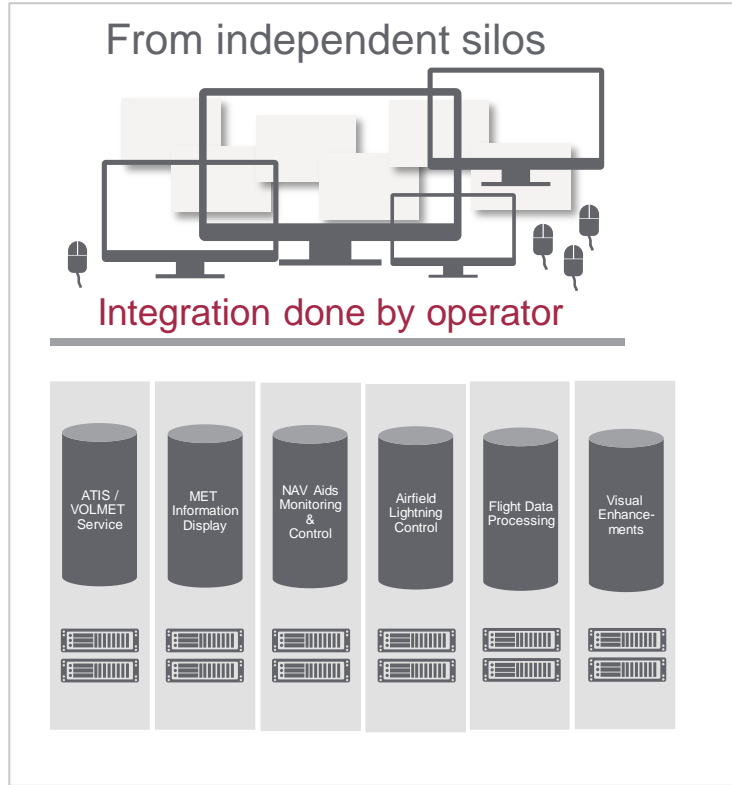 From independent silos
Integration done by operator
ATIS /
VOLMET
Service
MET
Information
Display
NAV Aids
Monitoring
&
Control
Airfield
Lightning
Control
Flight Data
Processing
Visual
Enhance-
ments